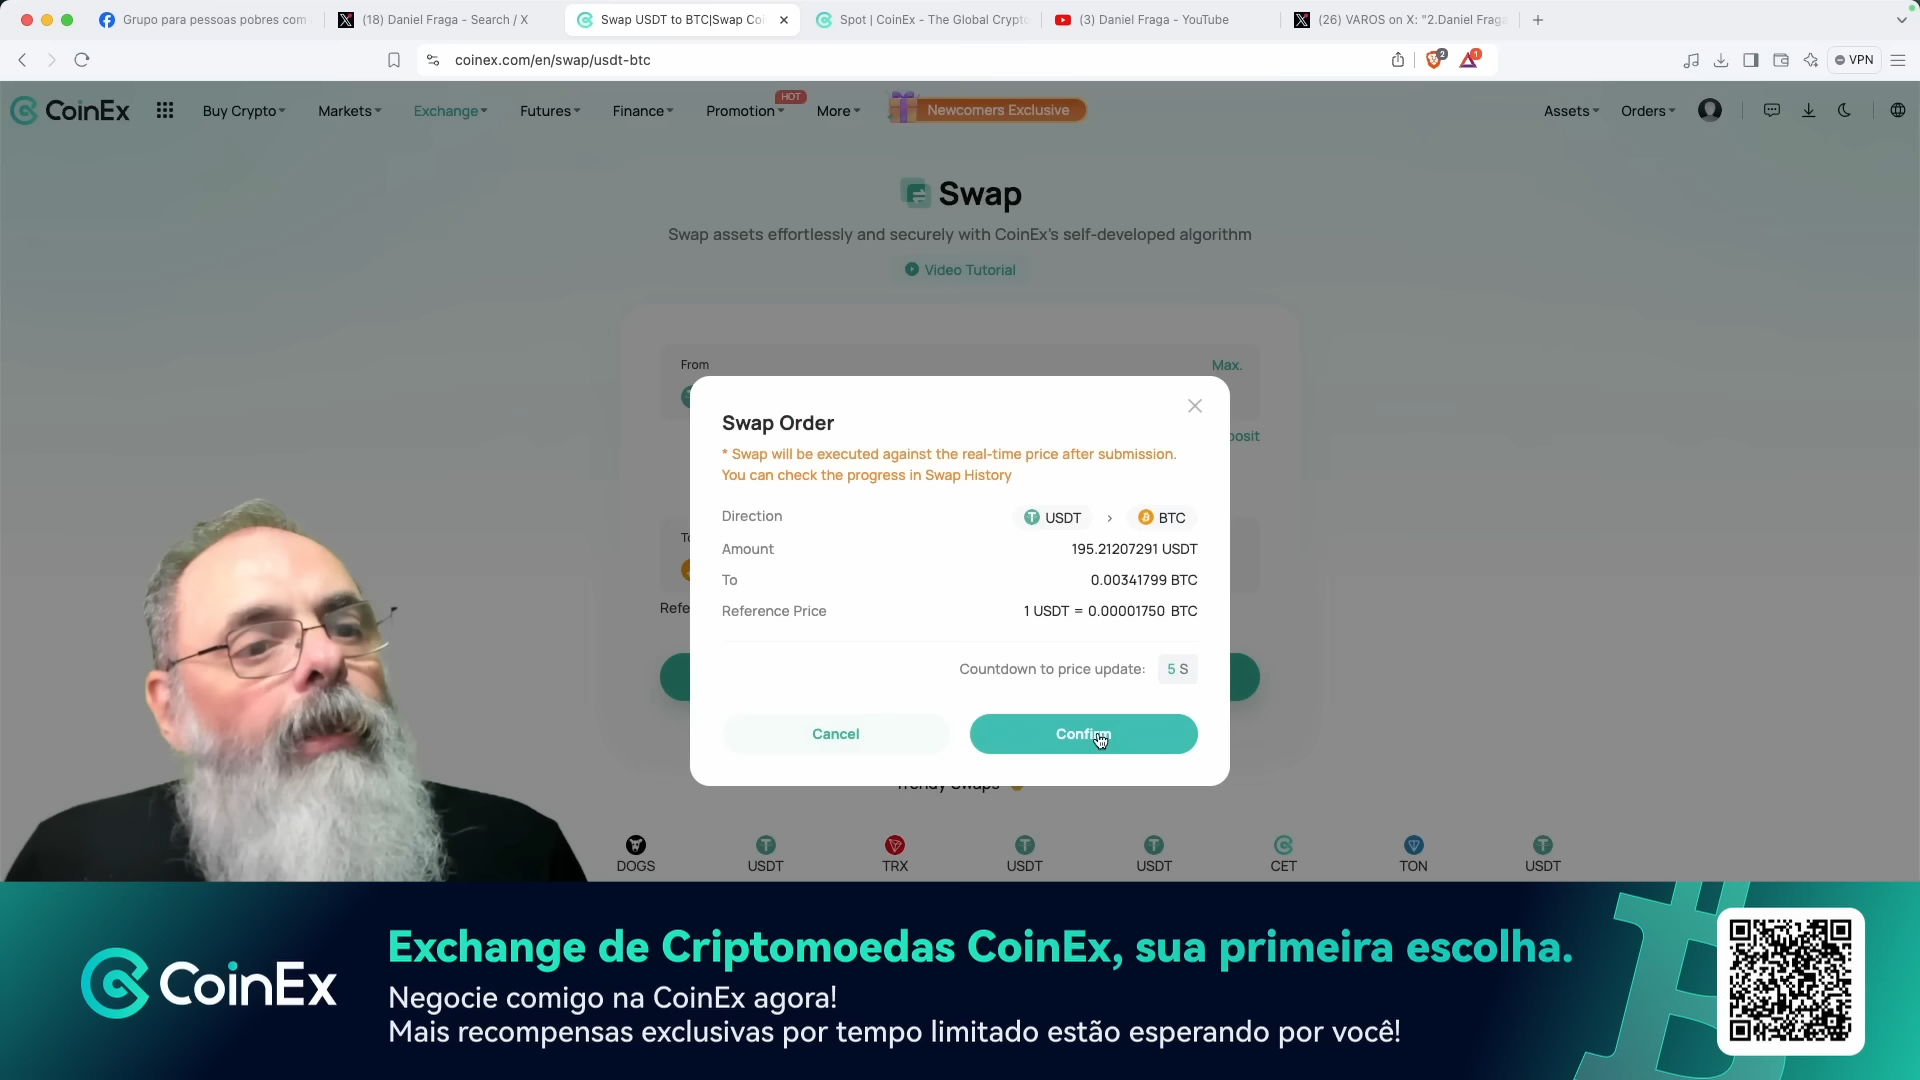 Grupo para pessoas pobres com
(18) Daniel Fraga - Search / X
Swap USDT to BTC|Swap Coi
Spot | CoinEx - The Global Crypto
(3) Daniel Fraga - YouTube
(26) VAROS on X: "2.Daniel Fraga
coinex.com/en/swap/usdt-btc
2
1
VPN
CoinEx
Buy Crypto
Markets
Exchange
Futures
Finance
Promotion
HOT
More
Newcomers Exclusive
Assets
Orders
Swap
Swap assets effortlessly and securely with CoinEx's self-developed algorithm
Video Tutorial
From
Max.
posit
Swap Order
* Swap will be executed against the real-time price after submission.
You can check the progress in Swap History
Direction
USDT > BTC
Amount
195.21207291 USDT
To
0.00341799 BTC
Reference Price
1 USDT = 0.00001750 BTC
Refe
Countdown to price update: 5 S
Cancel
Confirm
Trendy Swaps
DOGS
USDT
TRX
USDT
USDT
CET
TON
USDT
CoinEx
Exchange de Criptomoedas CoinEx, sua primeira escolha.
Negocie comigo na CoinEx agora!
Mais recompensas exclusivas por tempo limitado estão esperando por você!